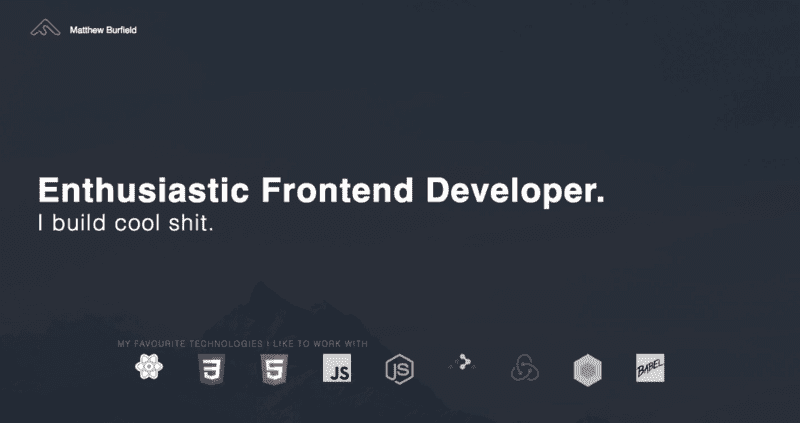 Matthew Burfield
Enthusiastic Frontend Developer.
I build cool shit.
MY FAVOURITE TECHNOLOGIES I LIKE TO WORK WITH
3 5 JS JS BABEL